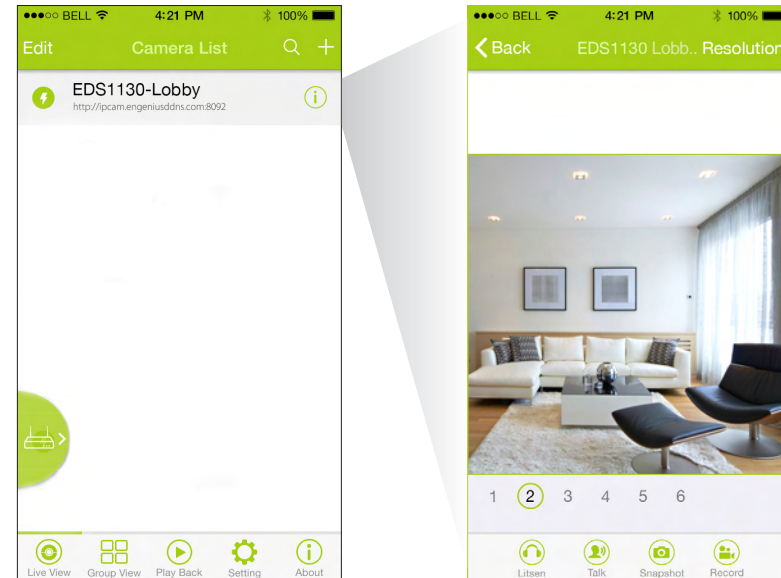 BELL 4:21 PM 100%
Edit Camera List
EDS1130-Lobby
http://ipcam.engeniusddns.com:8092
Live View Group View Play Back Setting About
BELL 4:21 PM 100%
Back EDS1130 Lobb.. Resolution
1 2 3 4 5 6
Litsen Talk Snapshot Record